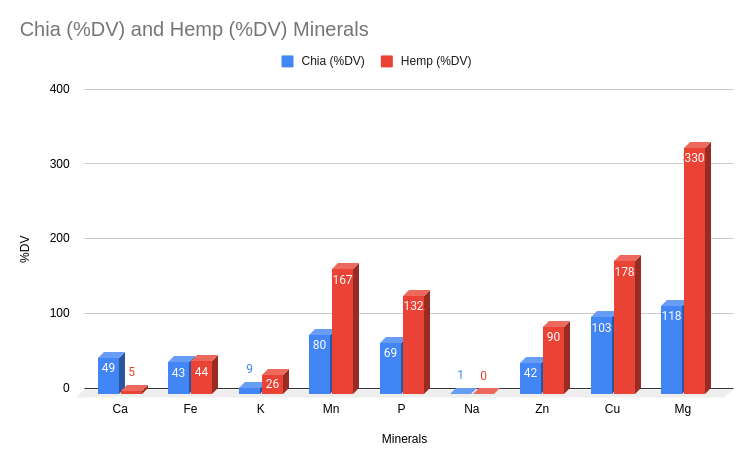 Chia (%DV) and Hemp (%DV) Minerals
Chia (%DV) Hemp (%DV)
400
300
200
100
0
%DV
49 5 43 44 9 26 80 167 69 132 1 0 42 90 103 178 118 330
Ca Fe K Mn P Na Zn Cu Mg
Minerals